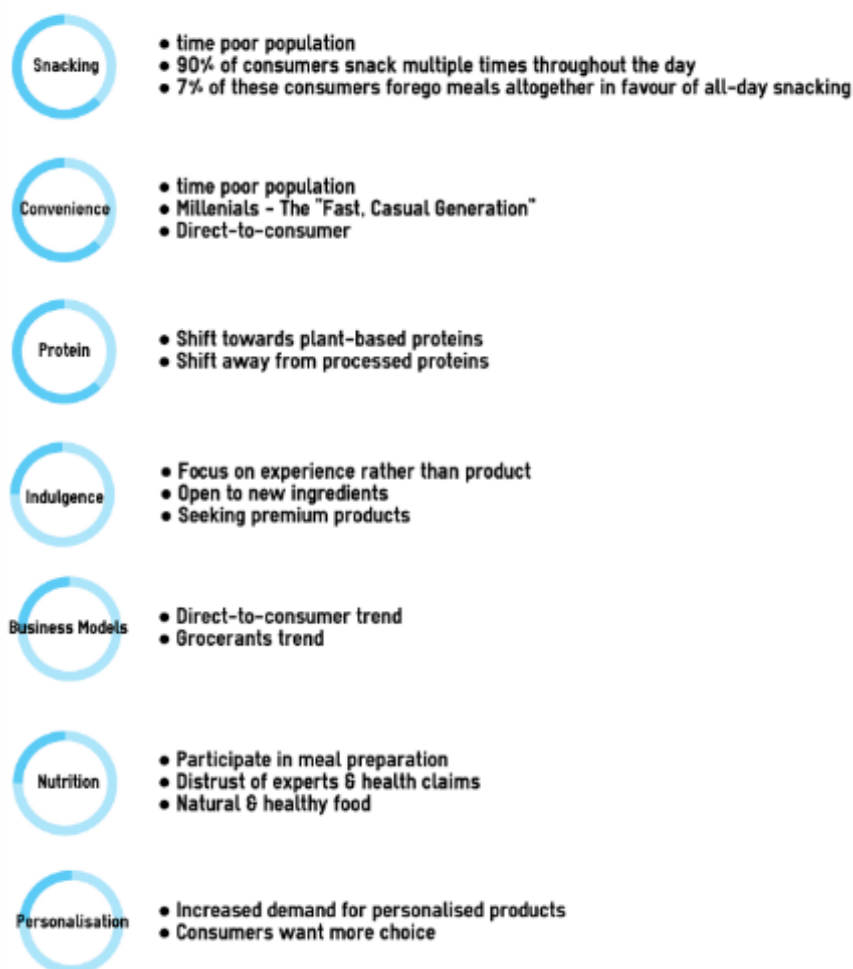 Snacking
● time poor population
● 90% of consumers snack multiple times throughout the day
● 7% of these consumers forego meals altogether in favour of all-day snacking
Convenience
● time poor population
● Millenials - The "Fast, Casual Generation"
● Direct-to-consumer
Protein
● Shift towards plant-based proteins
● Shift away from processed proteins
Indulgence
● Focus on experience rather than product
● Open to new ingredients
● Seeking premium products
Business Models
● Direct-to-consumer trend
● Grocerants trend
Nutrition
● Participate in meal preparation
● Distrust of experts & health claims
● Natural & healthy food
Personalisation
● Increased demand for personalised products
● Consumers want more choice